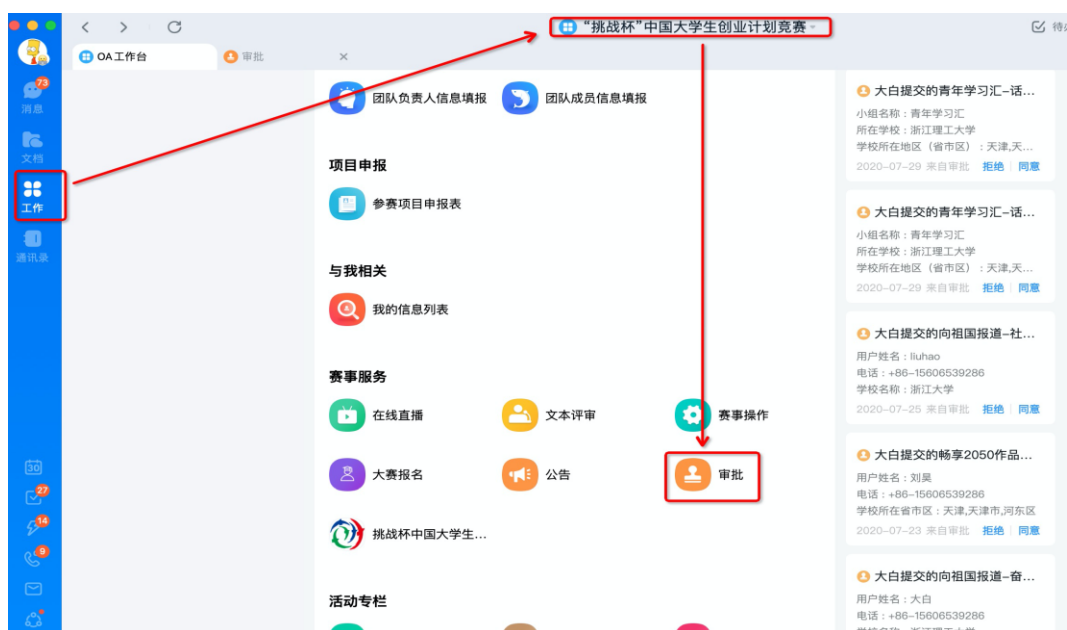 “挑战杯”中国大学生创业计划竞赛
OA 工作台
审批
73
消息
文档
工作
通讯录
30
27
14
9
团队负责人信息填报
团队成员信息填报
项目申报
参赛项目申报表
与我相关
我的信息列表
赛事服务
在线直播
文本评审
赛事操作
大赛报名
公告
审批
挑战杯中国大学生...
活动专栏
大白提交的青年学习汇-话...
小组名称：青年学习汇
所在学校：浙江理工大学
学校所在地区（省市区）：天津,天...
2020-07-29 来自审批 拒绝 同意
大白提交的青年学习汇-话...
小组名称：青年学习汇
所在学校：浙江理工大学
学校所在地区（省市区）：天津,天...
2020-07-29 来自审批 拒绝 同意
大白提交的向祖国报道-社...
用户姓名：liuhao
电话：+86-15606539286
学校名称：浙江大学
2020-07-25 来自审批 拒绝 同意
大白提交的畅享2050作品...
用户姓名：刘昊
电话：+86-15606539286
学校所在省市区：天津,天津市,河东区
2020-07-23 来自审批 拒绝 同意
大白提交的向祖国报道-奋...
用户姓名：大白
电话：+86-15606539286